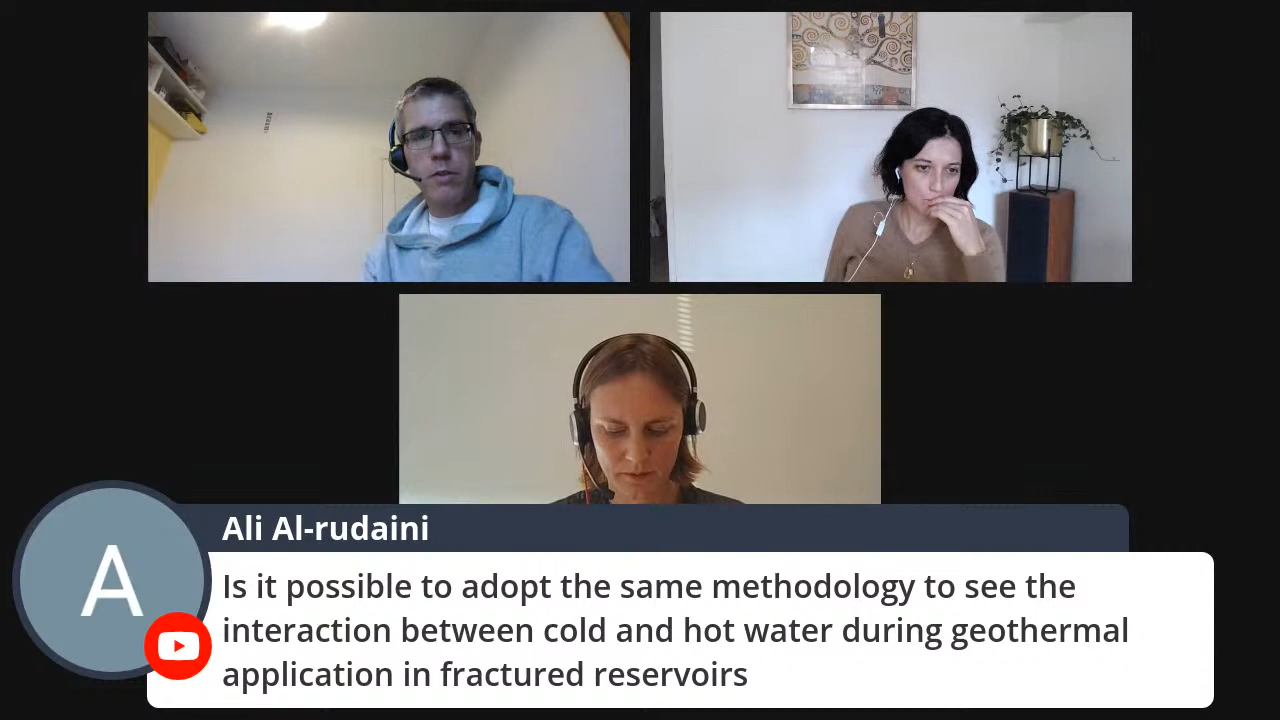 Ali Al-rudaini
A
Is it possible to adopt the same methodology to see the
interaction between cold and hot water during geothermal
application in fractured reservoirs